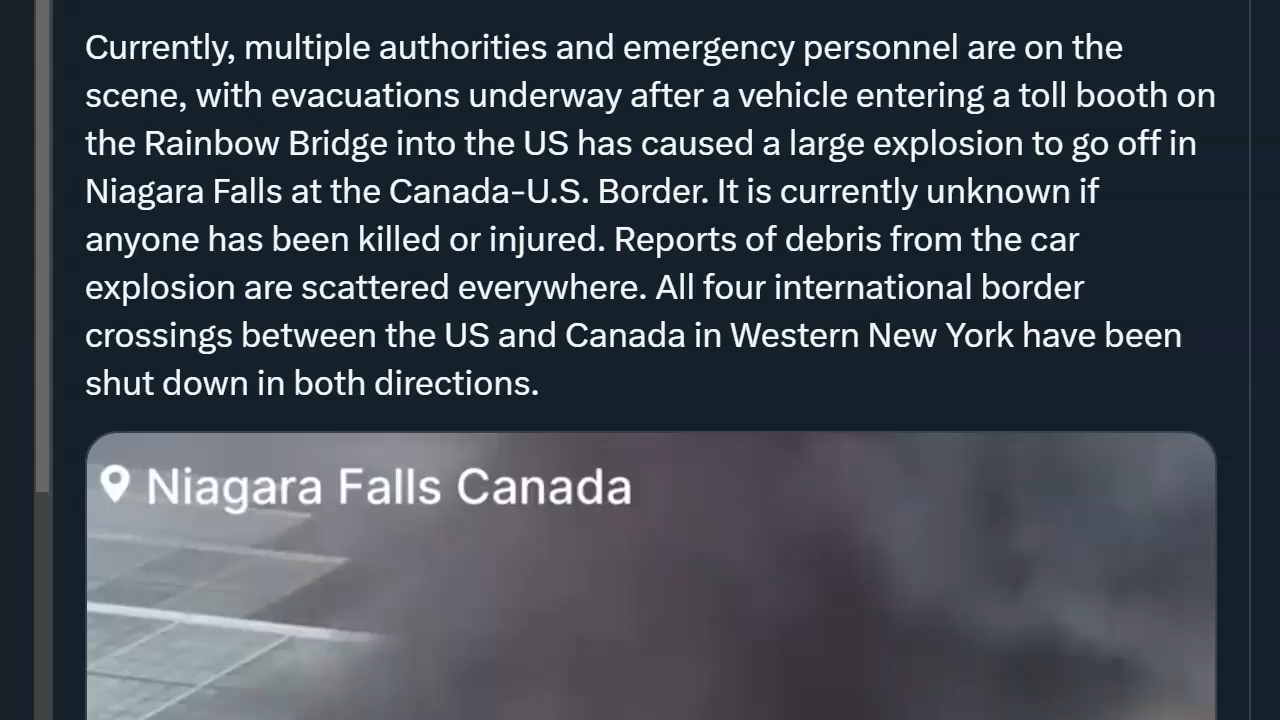 Currently, multiple authorities and emergency personnel are on the
scene, with evacuations underway after a vehicle entering a toll booth on
the Rainbow Bridge into the US has caused a large explosion to go off in
Niagara Falls at the Canada-U.S. Border. It is currently unknown if
anyone has been killed or injured. Reports of debris from the car
explosion are scattered everywhere. All four international border
crossings between the US and Canada in Western New York have been
shut down in both directions.
Niagara Falls Canada